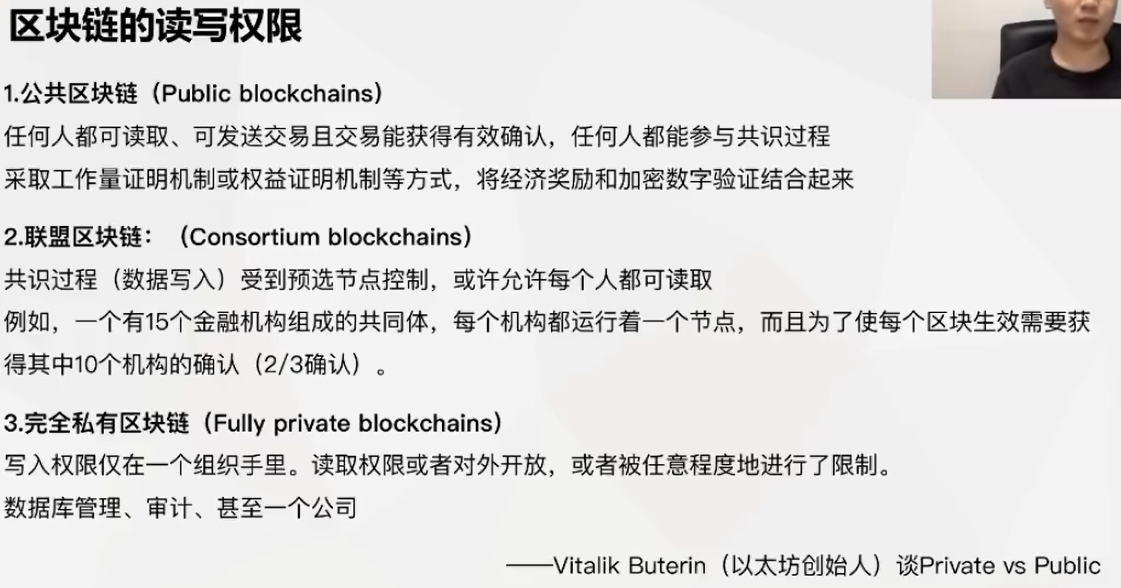 区块链的读写权限
1.公共区块链（Public blockchains）
任何人都可读取、可发送交易且交易能获得有效确认，任何人都能参与共识过程
采取工作量证明机制或权益证明机制等方式，将经济奖励和加密数字验证结合起来
2.联盟区块链：（Consortium blockchains）
共识过程（数据写入）受到预选节点控制，或许允许每个人都可读取
例如，一个有15个金融机构组成的共同体，每个机构都运行着一个节点，而且为了使每个区块生效需要获
得其中10个机构的确认（2/3确认）。
3.完全私有区块链（Fully private blockchains）
写入权限仅在一个组织手里。读取权限或者对外开放，或者被任意程度地进行了限制。
数据库管理、审计、甚至一个公司
——Vitalik Buterin（以太坊创始人）谈Private vs Public